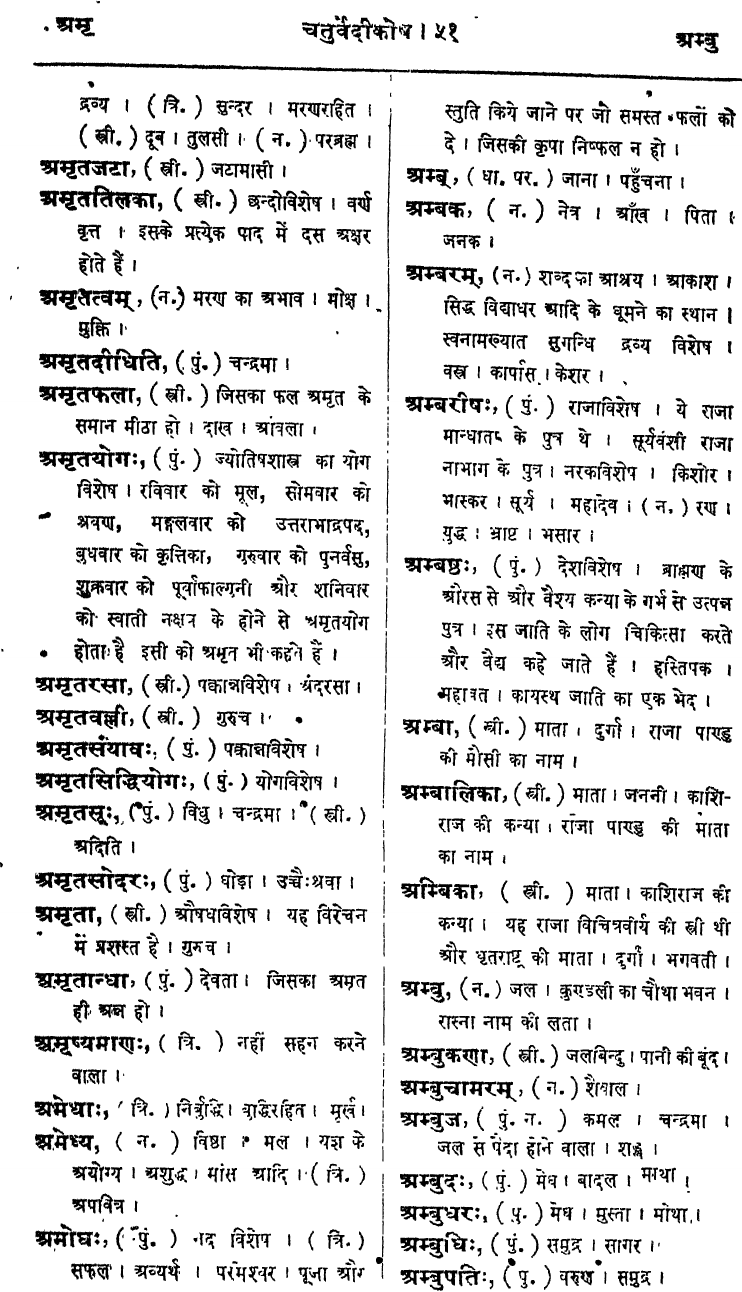 अमृ
चतुर्वेदीकोष । ५१
अम्बु
द्रव्य । ( त्रि. ) सुन्दर । मरणरहित ।
( स्त्री. ) दूब । तुलसी । ( न. ) परब्रह्म ।
अमृतजटा, ( स्त्री. ) जटामासी ।
अमृततिलका, ( स्त्री. ) छन्दोविशेष । वर्ण
वृत्त । इसके प्रत्येक पाद में दस अक्षर
होते हैं ।
अमृतत्वम्, (न.) मरण का अभाव । मोक्ष ।
मुक्ति ।
अमृतदीधिति, ( पुं. ) चन्द्रमा ।
अमृतफला, ( स्त्री. ) जिसका फल अमृत के
समान मीठा हो । दाख । आंवला ।
अमृतयोगः, ( पुं. ) ज्योतिषशास्त्र का योग
विशेष । रविवार को मूल, सोमवार को
श्रवण, मङ्गलवार को उत्तराभाद्रपद,
बुधवार को कृत्तिका, गुरुवार को पुनर्वसु,
शुक्रवार को पूर्वाफाल्गुनी और शनिवार
को स्वाती नक्षत्र के होने से अमृतयोग
होता है इसी को अमृत भी कहते हैं ।
अमृतरसा, ( स्त्री.) पक्वान्नविशेष । अंदरसा ।
अमृतवल्ली, ( स्त्री. ) गुरुच ।
अमृतसंयावः, ( पुं. ) पक्वान्नविशेष ।
अमृतसिद्धियोगः, ( पुं. ) योगविशेष ।
अमृतसूः, ( पुं. ) विधु । चन्द्रमा । ( स्त्री. )
अदिति ।
अमृतसोदरः, ( पुं. ) घोड़ा । उच्चैःश्रवा ।
अमृता, ( स्त्री. ) औषधविशेष । यह विरेचन
में प्रशस्त है । गुरुच ।
अमृतान्धा, ( पुं. ) देवता । जिसका अमृत
ही अन्न हो ।
अमृष्यमाणः, ( त्रि. ) नहीं सहन करने
वाला ।
अमेधाः, ( त्रि. ) निर्बुद्धि । बुद्धिरहित । मूर्ख ।
अमेध्य, ( न. ) विष्ठा । मल । यज्ञ के
अयोग्य । अशुद्ध । मांस आदि । ( त्रि. )
अपवित्र ।
अमोघः, ( पुं. ) नद विशेष । ( त्रि. )
सफल । अव्यर्थ । परमेश्वर । पूजा और
स्तुति किये जाने पर जो समस्त फलों को
दे । जिसकी कृपा निष्फल न हो ।
अम्ब्, ( धा. पर. ) जाना । पहुँचना ।
अम्बक, ( न. ) नेत्र । आँख । पिता ।
जनक ।
अम्बरम्, (न.) शब्द का आश्रय । आकाश ।
सिद्ध विद्याधर आदि के घूमने का स्थान ।
स्वनामख्यात सुगन्धि द्रव्य विशेष ।
वस्त्र । कार्पास । केशर ।
अम्बरीषः, ( पुं. ) राजाविशेष । ये राजा
मान्धाता के पुत्र थे । सूर्यवंशी राजा
नाभाग के पुत्र । नरकविशेष । किशोर ।
भास्कर । सूर्य । महादेव । ( न. ) रण ।
युद्ध । भ्राष्ट । भसार ।
अम्बष्ठः, ( पुं. ) देशविशेष । ब्राह्मण के
औरस से और वैश्य कन्या के गर्भ से उत्पन्न
पुत्र । इस जाति के लोग चिकित्सा करते
और वैद्य कहे जाते हैं । हस्तिपक ।
महावत । कायस्थ जाति का एक भेद ।
अम्बा, ( स्त्री. ) माता । दुर्गा । राजा पाण्डु
की मौसी का नाम ।
अम्बालिका, ( स्त्री. ) माता । जननी । काशि-
राज की कन्या । राजा पाण्डु की माता
का नाम ।
अम्बिका, ( स्त्री. ) माता । काशिराज की
कन्या । यह राजा विचित्रवीर्य की स्त्री थी
और धृतराष्ट्र की माता । दुर्गा । भगवती ।
अम्बु, ( न. ) जल । कुण्डली का चौथा भवन ।
रास्ना नाम की लता ।
अम्बुकणा, ( स्त्री. ) जलबिन्दु । पानी की बूंद ।
अम्बुचामरम्, ( न. ) शैवाल ।
अम्बुज, ( पुं. न. ) कमल । चन्द्रमा ।
जल से पैदा होने वाला । शङ्ख ।
अम्बुदः, ( पुं. ) मेघ । बादल । माथा ।
अम्बुधरः, ( पु. ) मेघ । मुस्ता । मोथा ।
अम्बुधिः, ( पुं. ) समुद्र । सागर ।
अम्बुपतिः, ( पु. ) वरुण । समुद्र ।